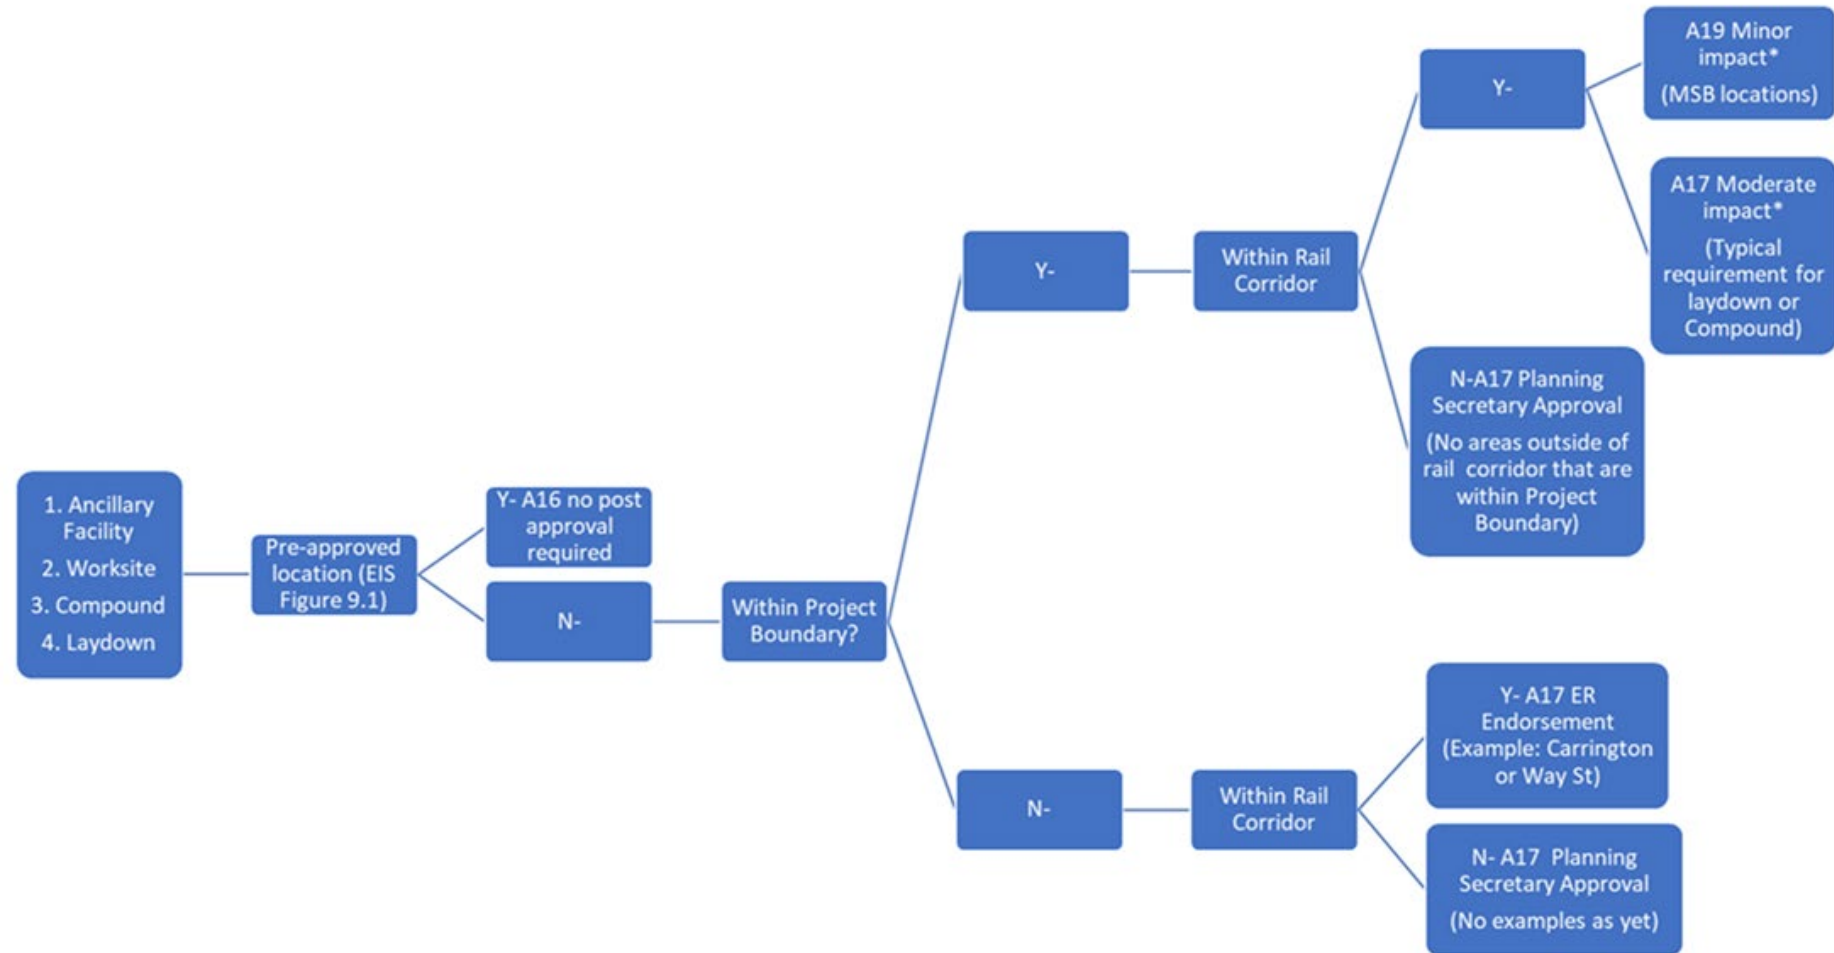 1. Ancillary
Facility
2. Worksite
3. Compound
4. Laydown
Pre-approved
location (EIS
Figure 9.1)
Y- A16 no post
approval
required
N-
Within Project
Boundary?
Y-
Within Rail
Corridor
Y-
A19 Minor
impact*
(MSB locations)
A17 Moderate
impact*
(Typical
requirement for
laydown or
Compound)
N-A17 Planning
Secretary Approval
(No areas outside of
rail corridor that are
within Project
Boundary)
N-
Within Rail
Corridor
Y- A17 ER
Endorsement
(Example: Carrington
or Way St)
N- A17 Planning
Secretary Approval
(No examples as yet)